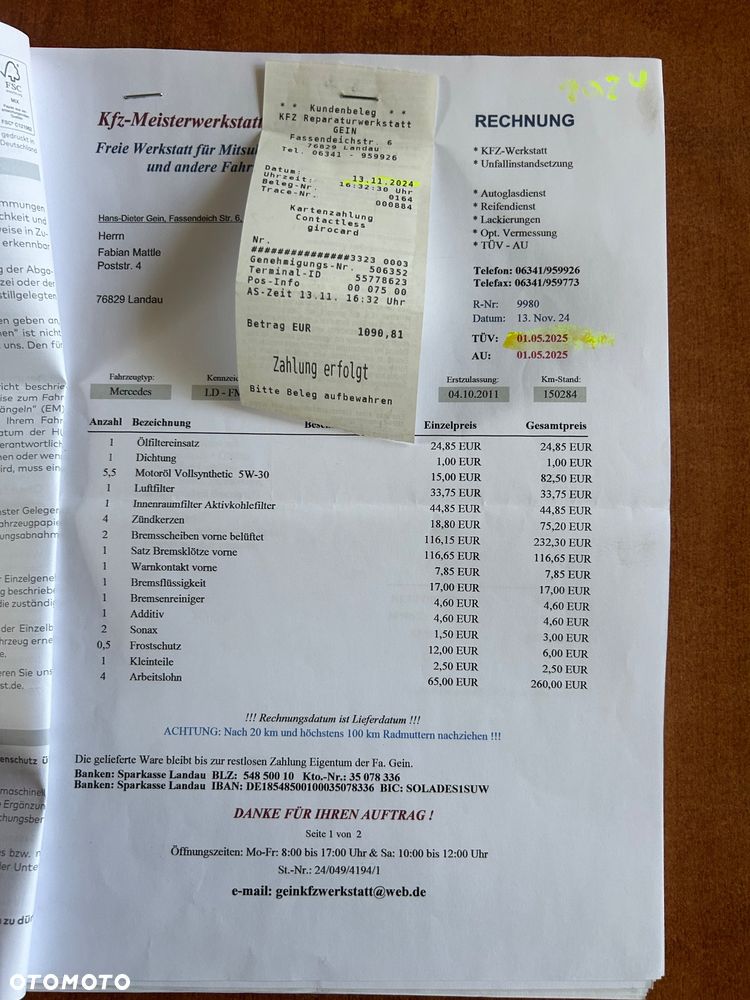 FSC
MIX
FSC® C121962
gedruckt in
Deutschland
2024
* * Kundenbeleg * *
KFZ Reparaturwerkstatt
GEIN
Fassendeichstr. 6
76829 Landau
Tel. 06341 - 959926
Datum: 13.11.2024
Uhrzeit: 16:32:30 Uhr
Beleg-Nr. 0164
Trace-Nr. 000884
Kartenzahlung
Contactless
girocard
Nr.
###############3323 0003
Genehmigungs-Nr. 506352
Terminal-ID 55778623
Pos-Info 00 075 00
AS-Zeit 13.11. 16:32 Uhr
Betrag EUR 1090,81
Zahlung erfolgt
Bitte Beleg aufbewahren
Kfz-Meisterwerkstatt
Freie Werkstatt für Mitsu
und andere Fahr
RECHNUNG
* KFZ-Werkstatt
* Unfallinstandsetzung
* Autoglasdienst
* Reifendienst
* Lackierungen
* Opt. Vermessung
* TÜV - AU
Hans-Dieter Gein, Fassendeich Str. 6,
Herrn
Fabian Mattle
Poststr. 4
76829 Landau
Telefon: 06341/959926
Telefax: 06341/959773
R-Nr: 9980
Datum: 13. Nov. 24
TÜV: 01.05.2025
AU: 01.05.2025
Fahrzeugtyp: Kennzei Erstzulassung: Km-Stand:
Mercedes LD - FM 04.10.2011 150284
Anzahl Bezeichnung Besc Einzelpreis Gesamtpreis
1 Ölfiltereinsatz 24,85 EUR 24,85 EUR
1 Dichtung 1,00 EUR 1,00 EUR
5,5 Motoröl Vollsynthetic 5W-30 15,00 EUR 82,50 EUR
1 Luftfilter 33,75 EUR 33,75 EUR
1 Innenraumfilter Aktivkohlefilter 44,85 EUR 44,85 EUR
4 Zündkerzen 18,80 EUR 75,20 EUR
2 Bremsscheiben vorne belüftet 116,15 EUR 232,30 EUR
1 Satz Bremsklötze vorne 116,65 EUR 116,65 EUR
1 Warnkontakt vorne 7,85 EUR 7,85 EUR
1 Bremsflüssigkeit 17,00 EUR 17,00 EUR
1 Bremsenreiniger 4,60 EUR 4,60 EUR
1 Additiv 4,60 EUR 4,60 EUR
2 Sonax 1,50 EUR 3,00 EUR
0,5 Frostschutz 12,00 EUR 6,00 EUR
1 Kleinteile 2,50 EUR 2,50 EUR
4 Arbeitslohn 65,00 EUR 260,00 EUR
!!! Rechnungsdatum ist Lieferdatum !!!
ACHTUNG: Nach 20 km und höchstens 100 km Radmuttern nachziehen !!!
Die gelieferte Ware bleibt bis zur restlosen Zahlung Eigentum der Fa. Gein.
Banken: Sparkasse Landau BLZ: 548 500 10 Kto.-Nr.: 35 078 336
Banken: Sparkasse Landau IBAN: DE18548500100035078336 BIC: SOLADES1SUW
DANKE FÜR IHREN AUFTRAG !
Seite 1 von 2
Öffnungszeiten: Mo-Fr: 8:00 bis 17:00 Uhr & Sa: 10:00 bis 12:00 Uhr
St.-Nr.: 24/049/4194/1
e-mail: geinkfzwerkstatt@web.de
OTOMOTO